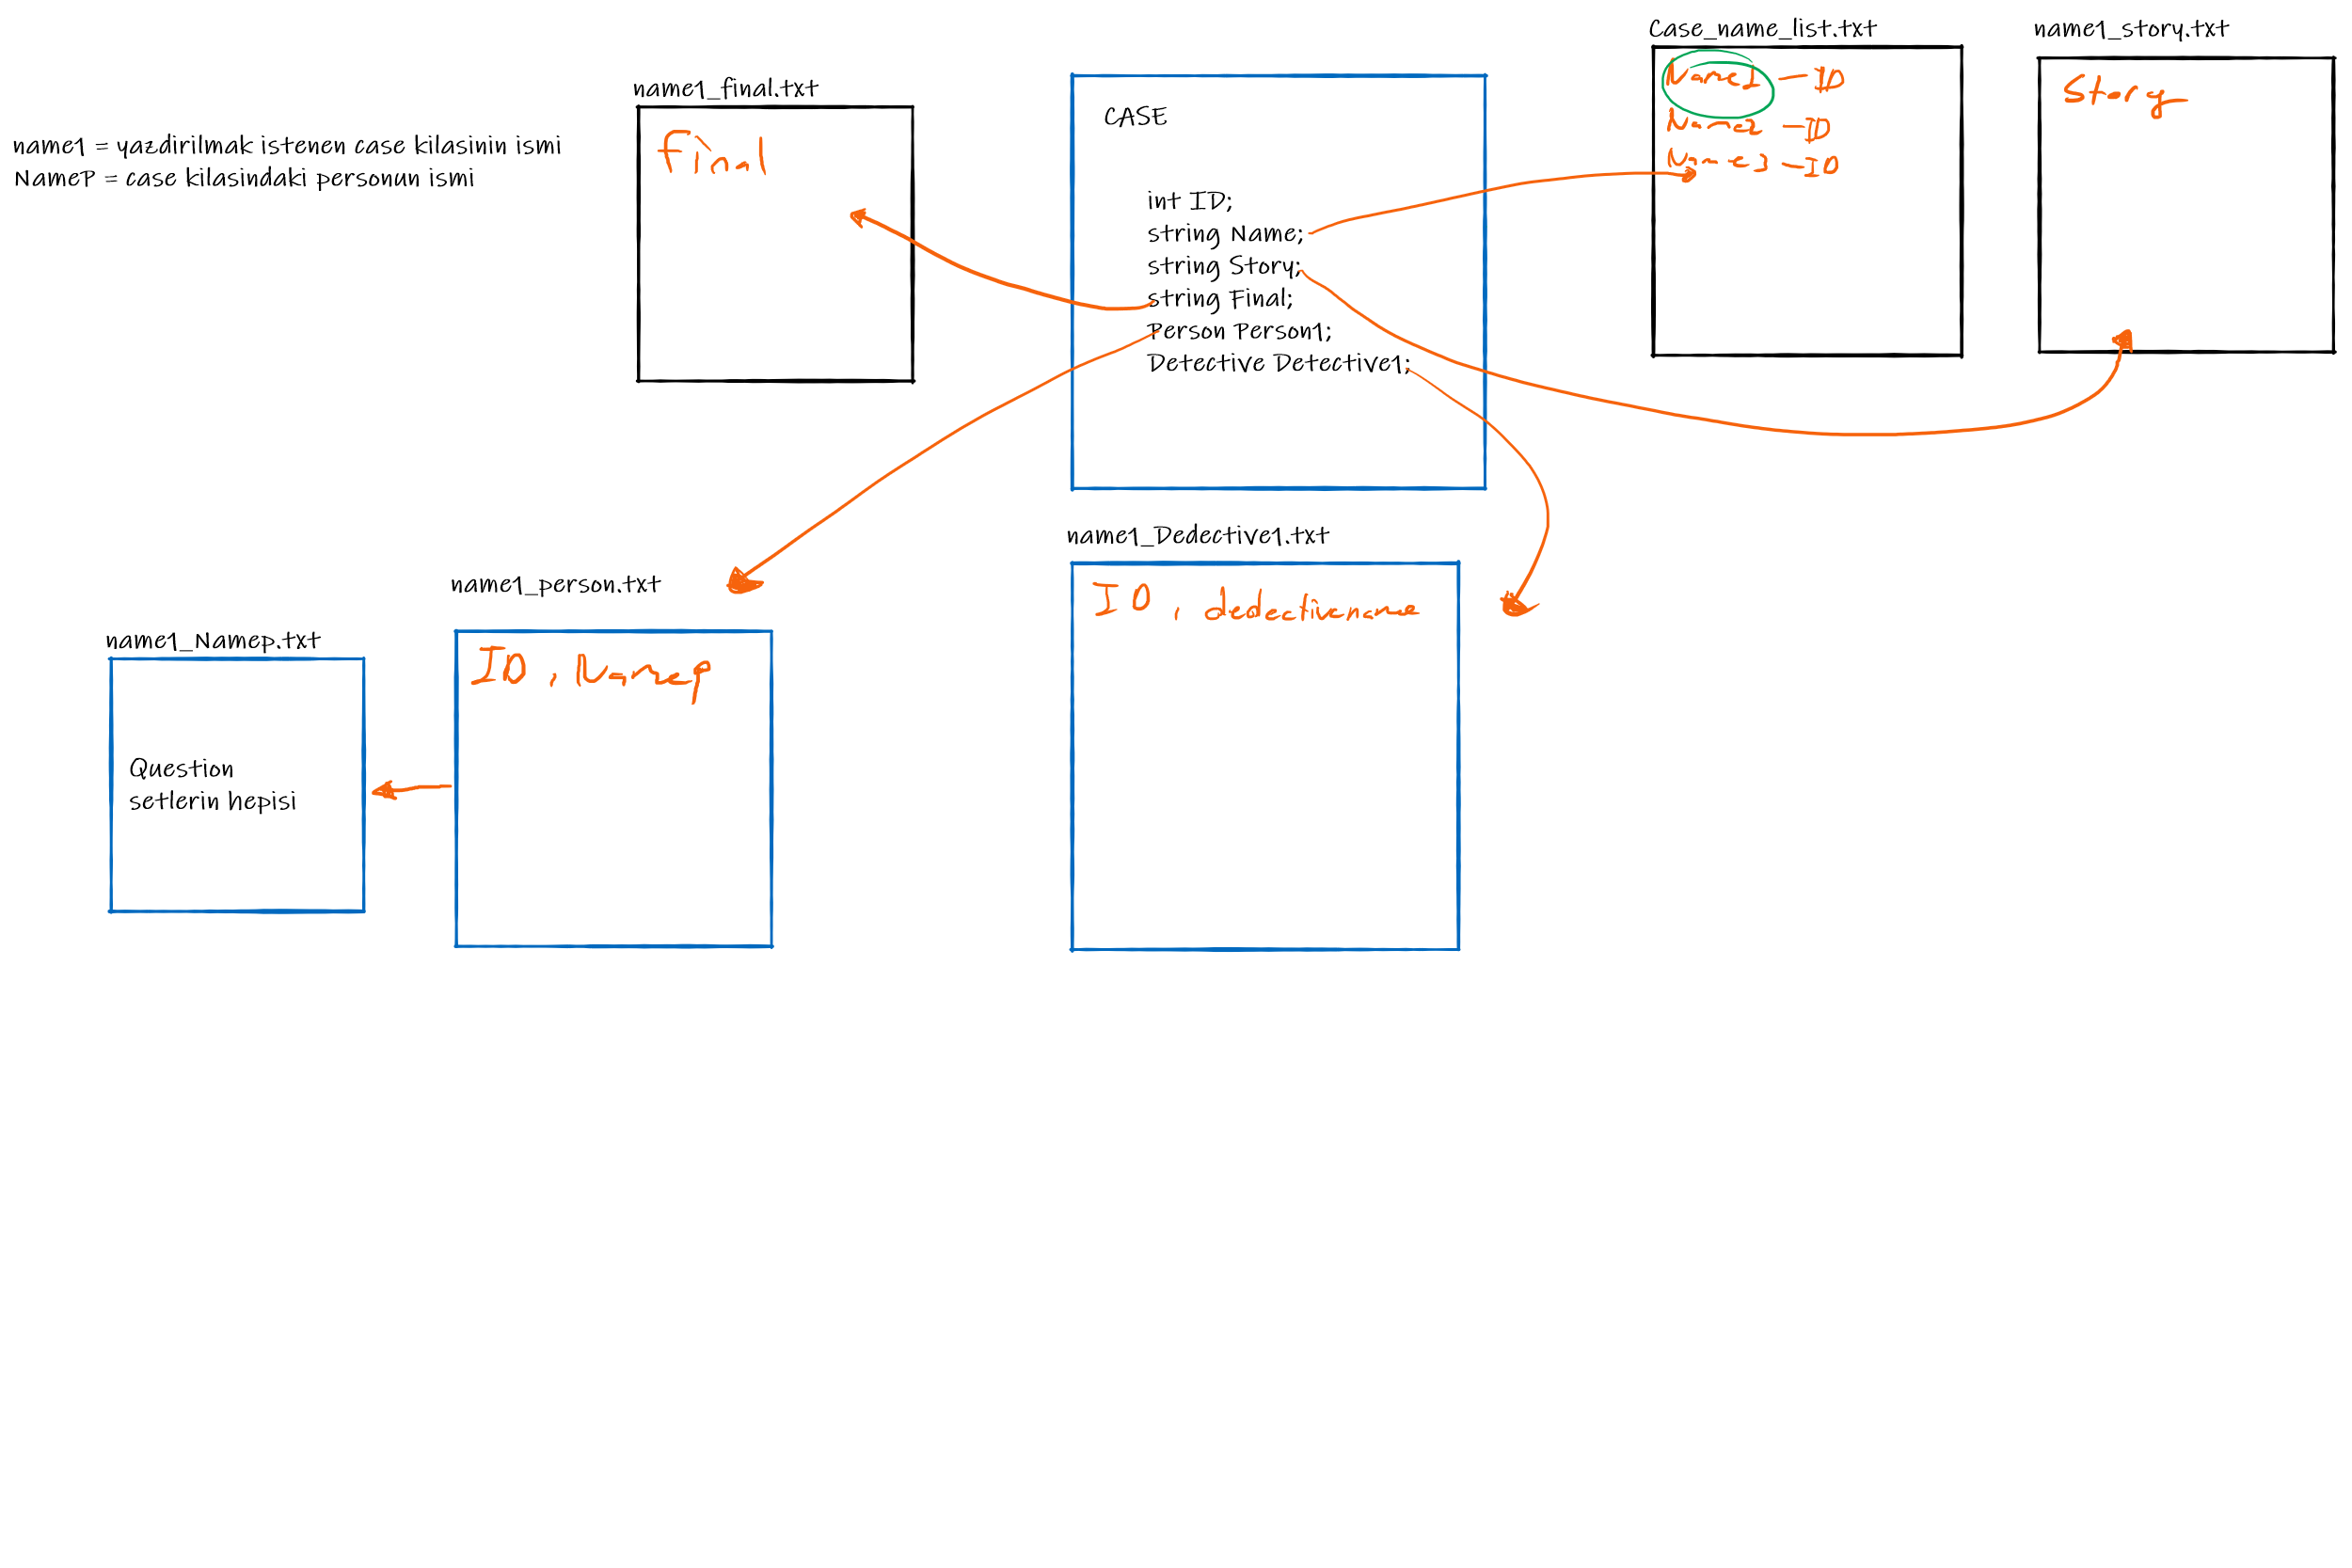 Case_name_list.txt
name1_story.txt
name1_final.txt
Name1 - ID
Name2 - ID
Name3 - ID
Story
final
CASE
name1 = yazdirilmak istenen case kilasinin ismi
NameP = case kilasindaki personun ismi
int ID;
string Name;
string Story;
string Final;
Person Person1;
Detective Detective1;
name1_Dedective1.txt
ID, dedectivename
name1_person.txt
ID, Namep
name1_Namep.txt
Question
setlerin hepisi